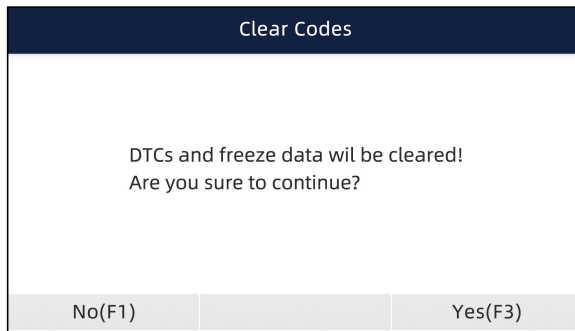 Clear Codes
DTCs and freeze data wil be cleared!
Are you sure to continue?
No(F1)
Yes(F3)